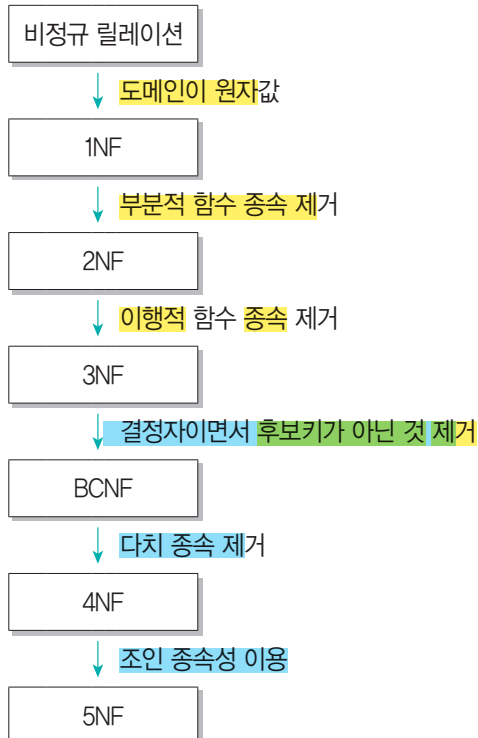 비정규 릴레이션
도메인이 원자값
1NF
부분적 함수 종속 제거
2NF
이행적 함수 종속 제거
3NF
결정자이면서 후보키가 아닌 것 제거
BCNF
다치 종속 제거
4NF
조인 종속성 이용
5NF